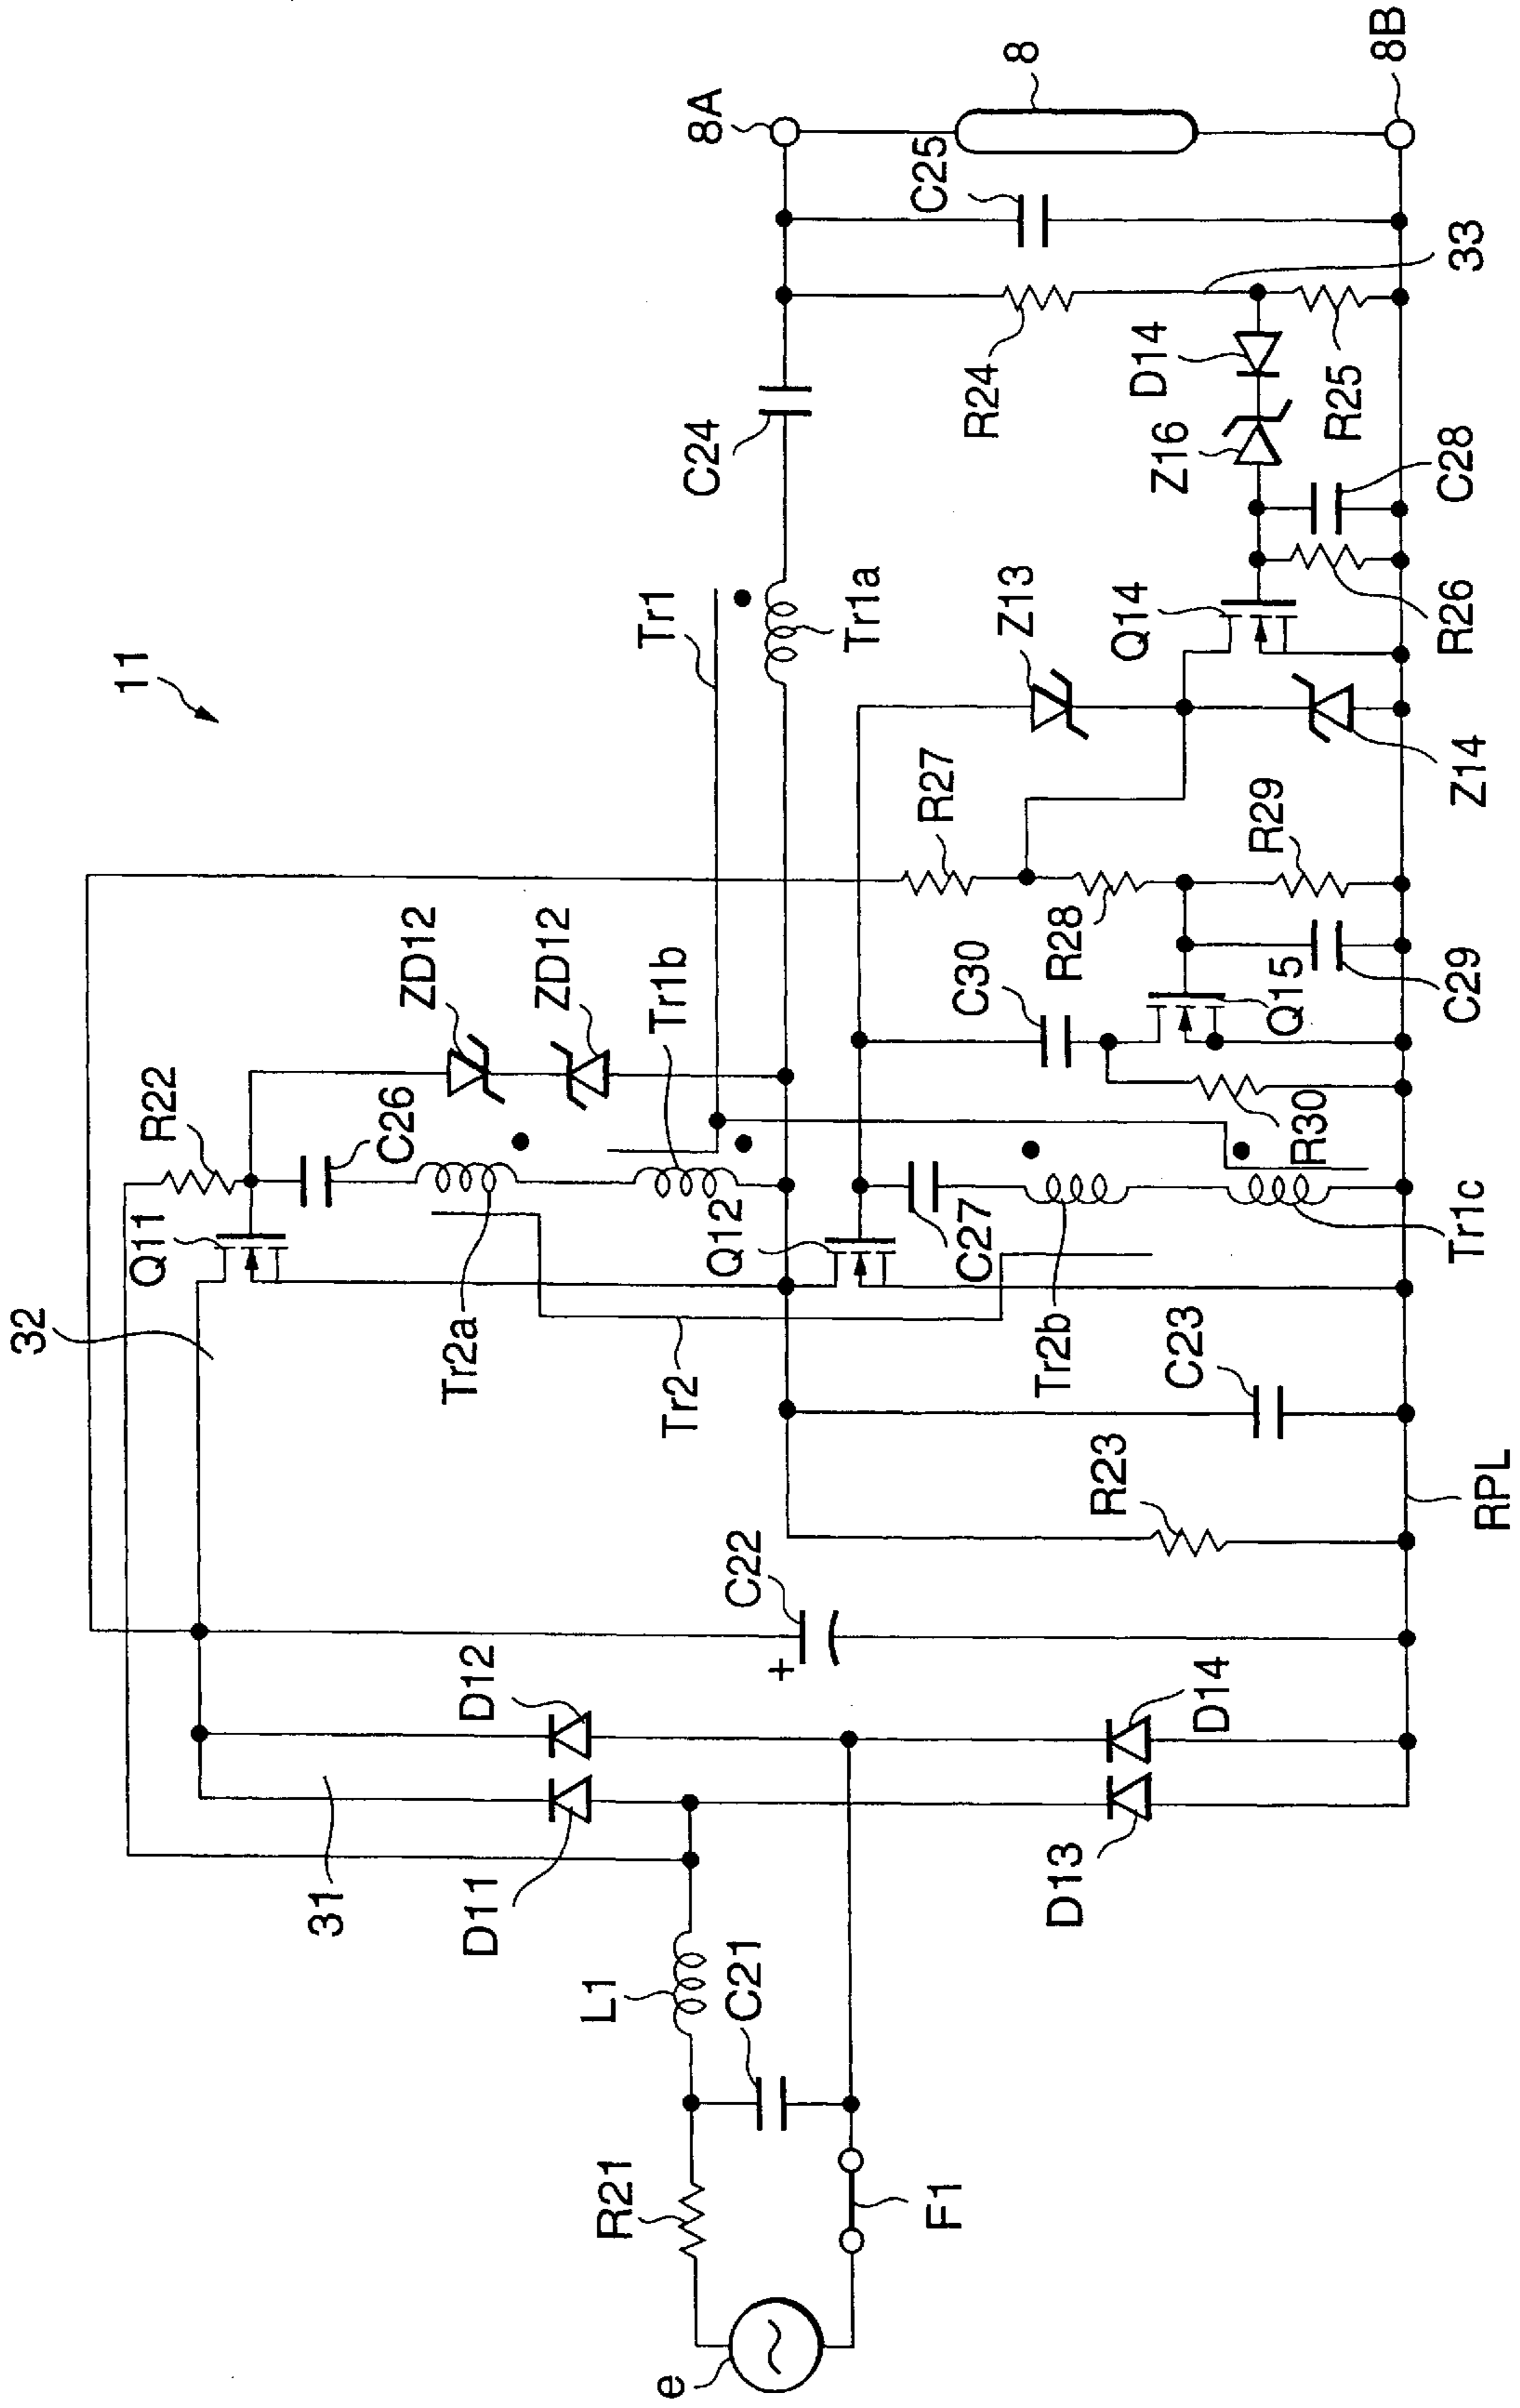 11
32
31
R22
Q11
ZD12
ZD12
C26
Tr2a
Tr1b
Tr2
Tr1
Tr1a
C24
8A
8
8B
C25
33
R24
D14
R25
Z16
C28
R26
Q14
Z13
Z14
R27
R28
R29
C29
Q15
C30
R30
Q12
C27
Tr2b
Tr1c
C23
R23
RPL
C22
+
D12
D14
D11
D13
L1
C21
R21
F1
e